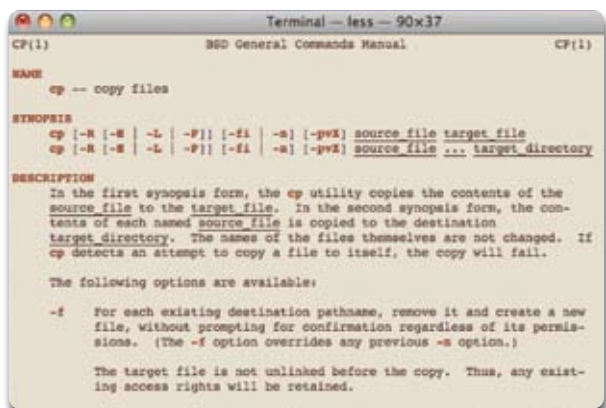 Terminal — less — 90×37
CP(1) BSD General Commands Manual CP(1)
NAME
cp -- copy files
SYNOPSIS
cp [-R [-H | -L | -P]] [-fi | -n] [-pvX] source_file target_file
cp [-R [-H | -L | -P]] [-fi | -n] [-pvX] source_file ... target_directory
DESCRIPTION
In the first synopsis form, the cp utility copies the contents of the
source_file to the target_file. In the second synopsis form, the con-
tents of each named source_file is copied to the destination
target_directory. The names of the files themselves are not changed. If
cp detects an attempt to copy a file to itself, the copy will fail.
The following options are available:
-f For each existing destination pathname, remove it and create a new
file, without prompting for confirmation regardless of its permis-
sions. (The -f option overrides any previous -n option.)
The target file is not unlinked before the copy. Thus, any exist-
ing access rights will be retained.